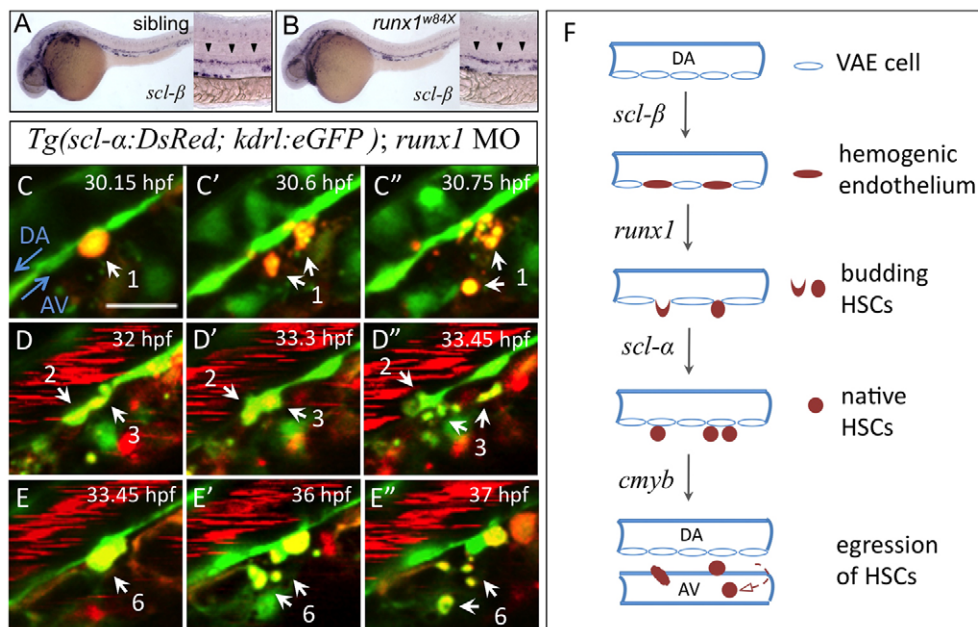 A
sibling
scl-β
B
runx1w84X
scl-β
Tg(scl-α:DsRed; kdrl:eGFP ); runx1 MO
C
30.15 hpf
DA
AV
1
C'
30.6 hpf
1
C"
30.75 hpf
1
D
32 hpf
2
3
D'
33.3 hpf
2
3
D"
33.45 hpf
2
3
E
33.45 hpf
6
E'
36 hpf
6
E"
37 hpf
6
F
DA
VAE cell
scl-β
hemogenic
endothelium
runx1
budding
HSCs
scl-α
native
HSCs
cmyb
DA
AV
egression
of HSCs